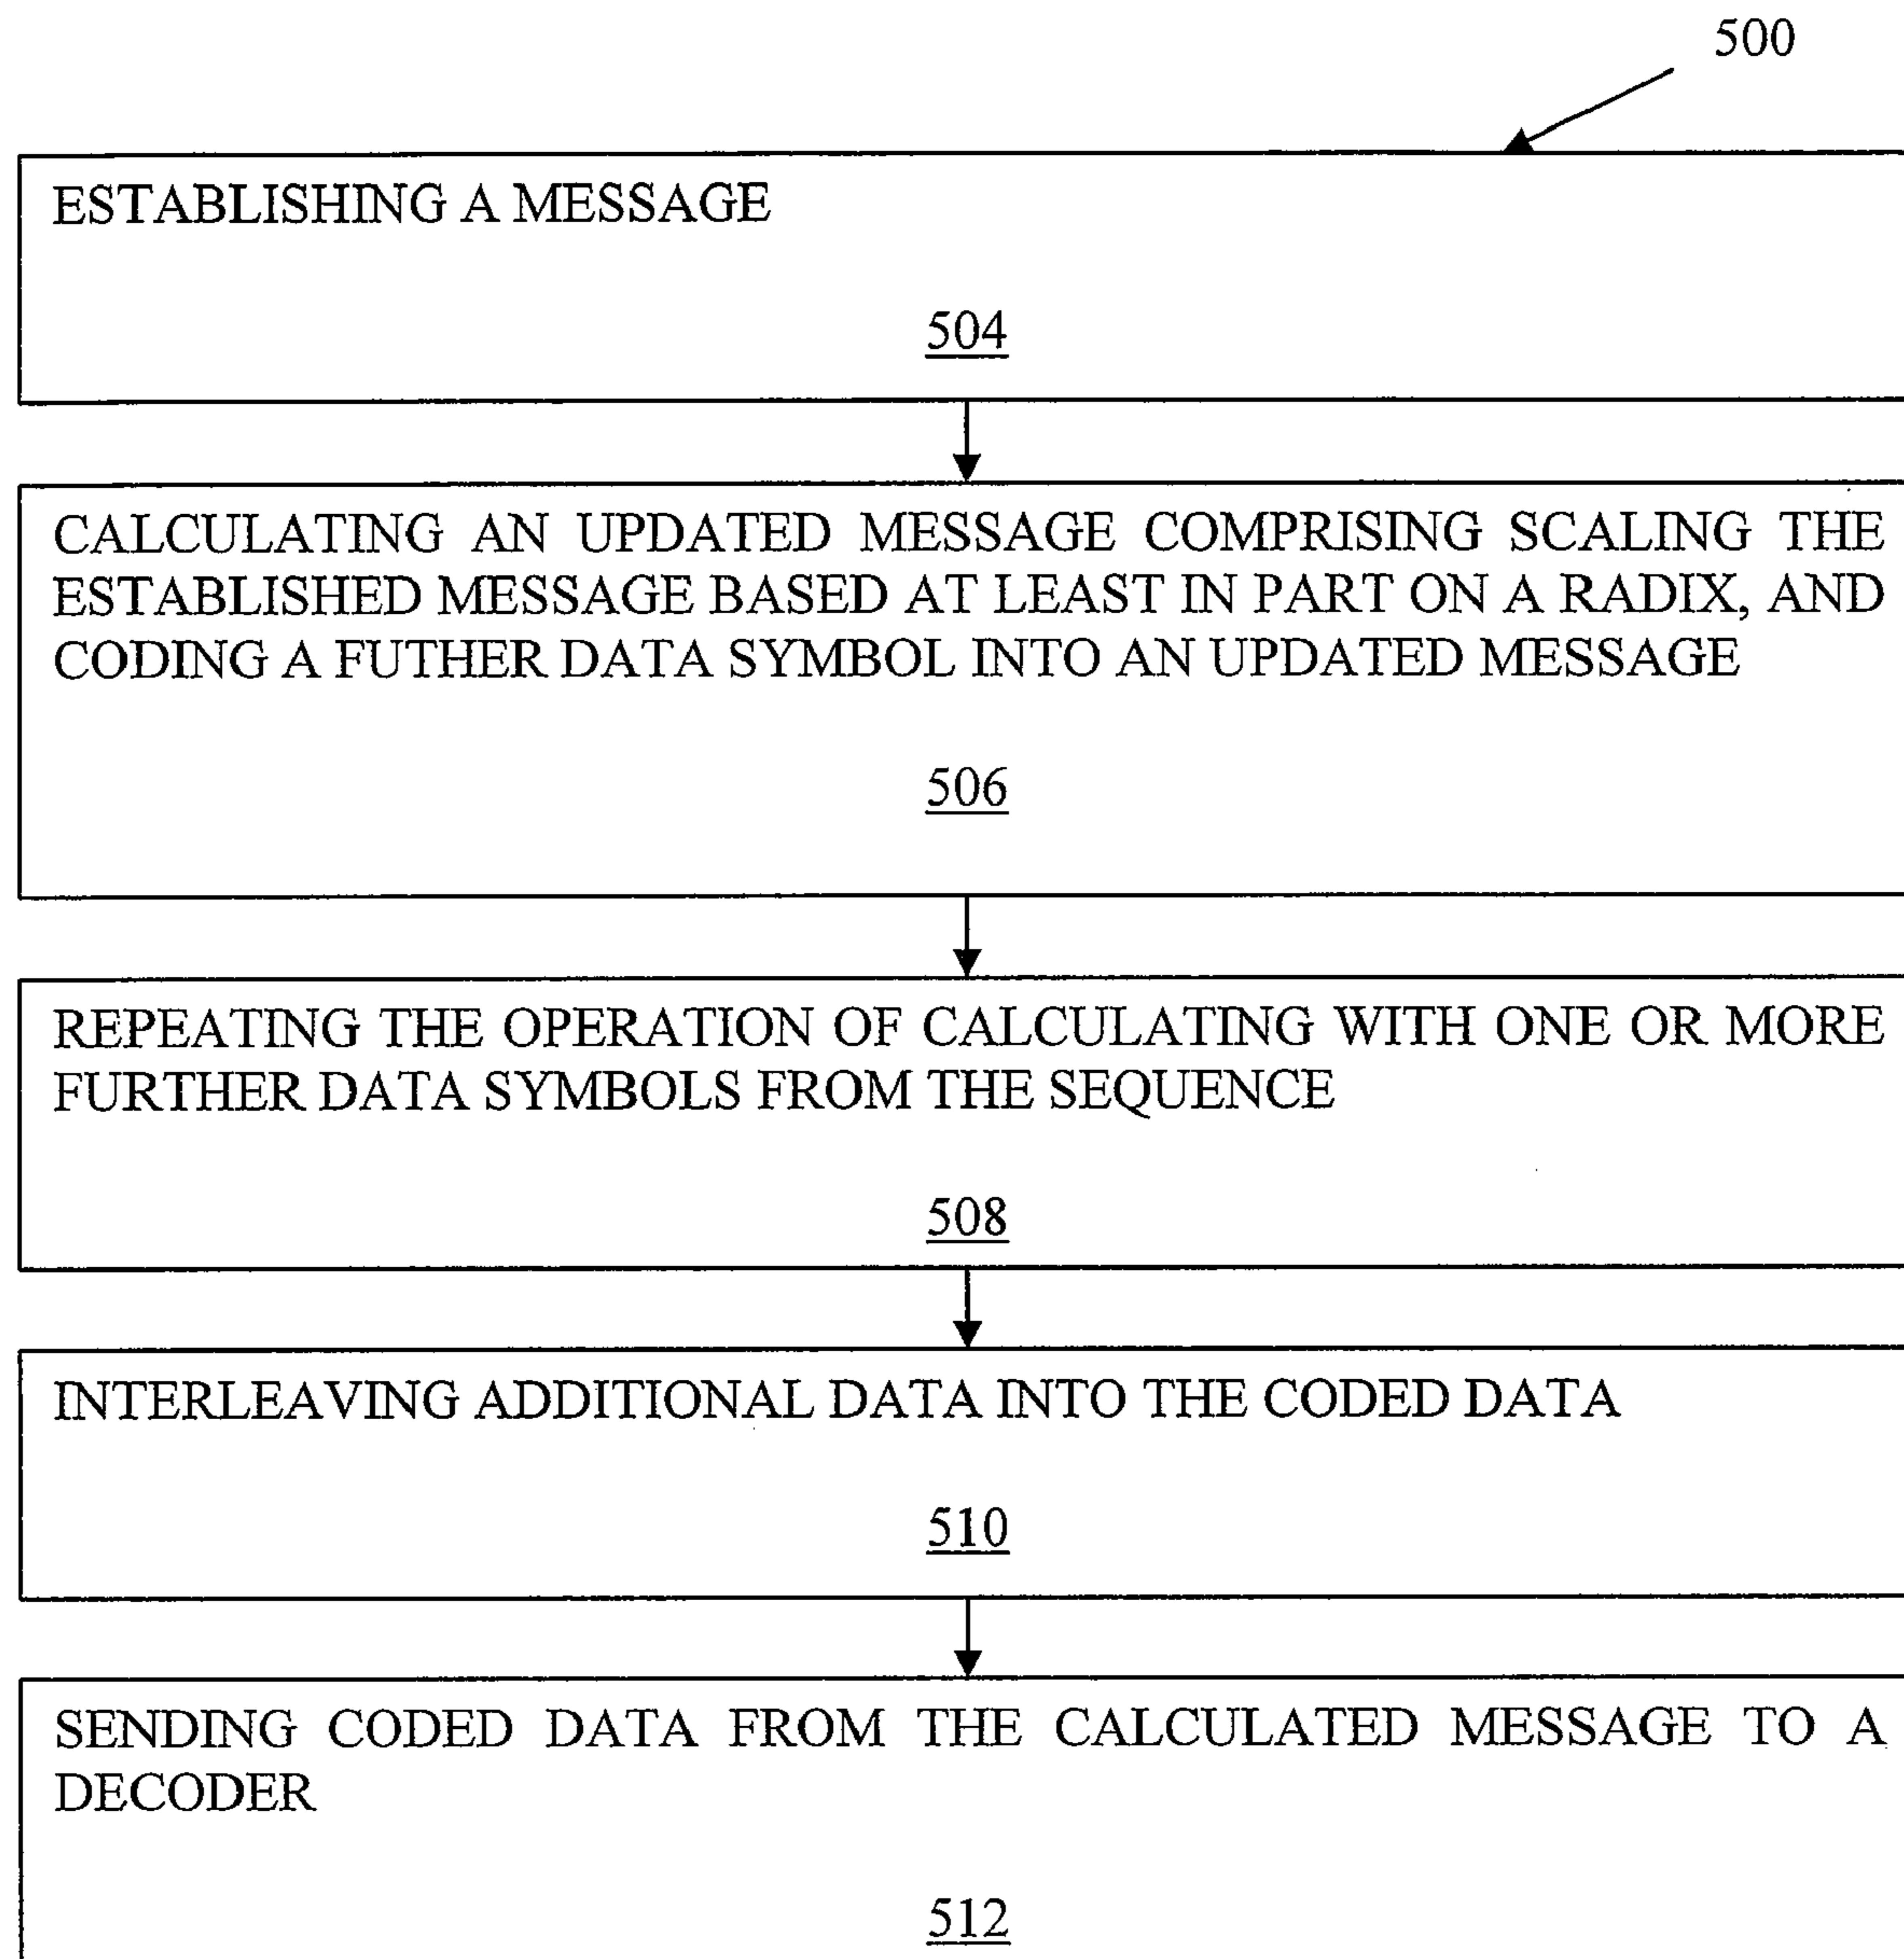 500
ESTABLISHING A MESSAGE
504
CALCULATING AN UPDATED MESSAGE COMPRISING SCALING THE
ESTABLISHED MESSAGE BASED AT LEAST IN PART ON A RADIX, AND
CODING A FUTHER DATA SYMBOL INTO AN UPDATED MESSAGE
506
REPEATING THE OPERATION OF CALCULATING WITH ONE OR MORE
FURTHER DATA SYMBOLS FROM THE SEQUENCE
508
INTERLEAVING ADDITIONAL DATA INTO THE CODED DATA
510
SENDING CODED DATA FROM THE CALCULATED MESSAGE TO A
DECODER
512